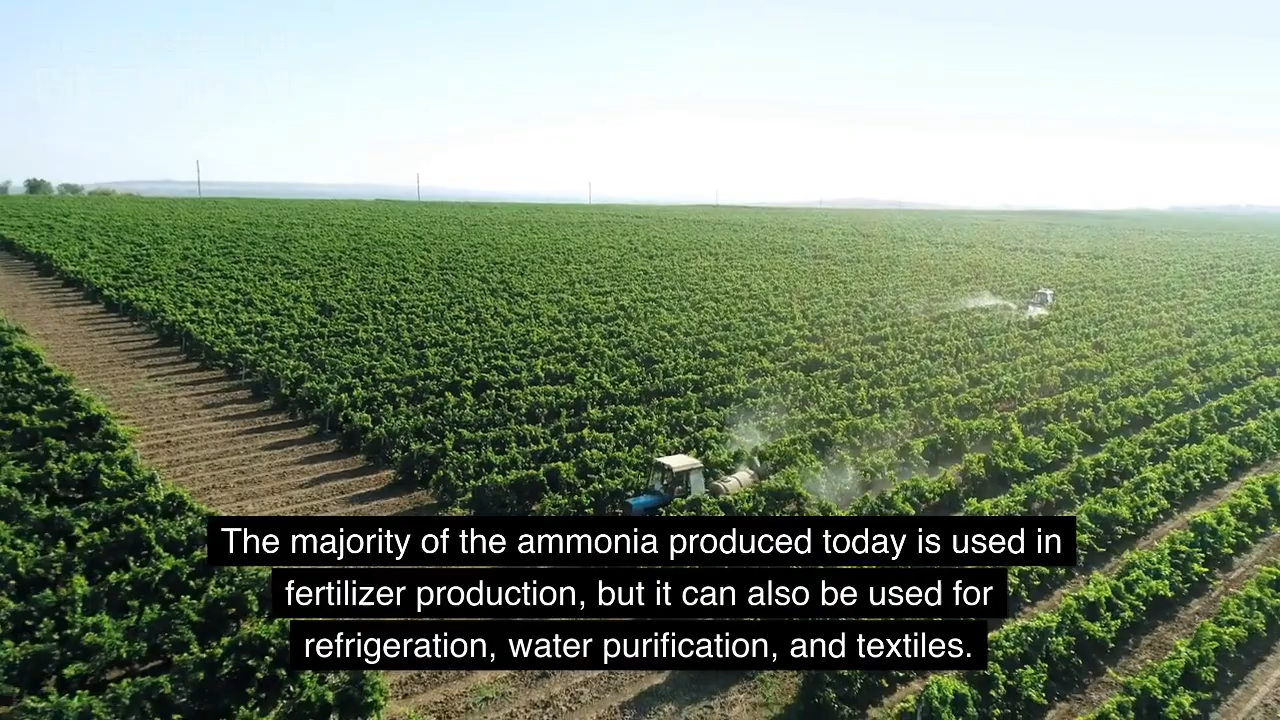 The majority of the ammonia produced today is used in
fertilizer production, but it can also be used for
refrigeration, water purification, and textiles.